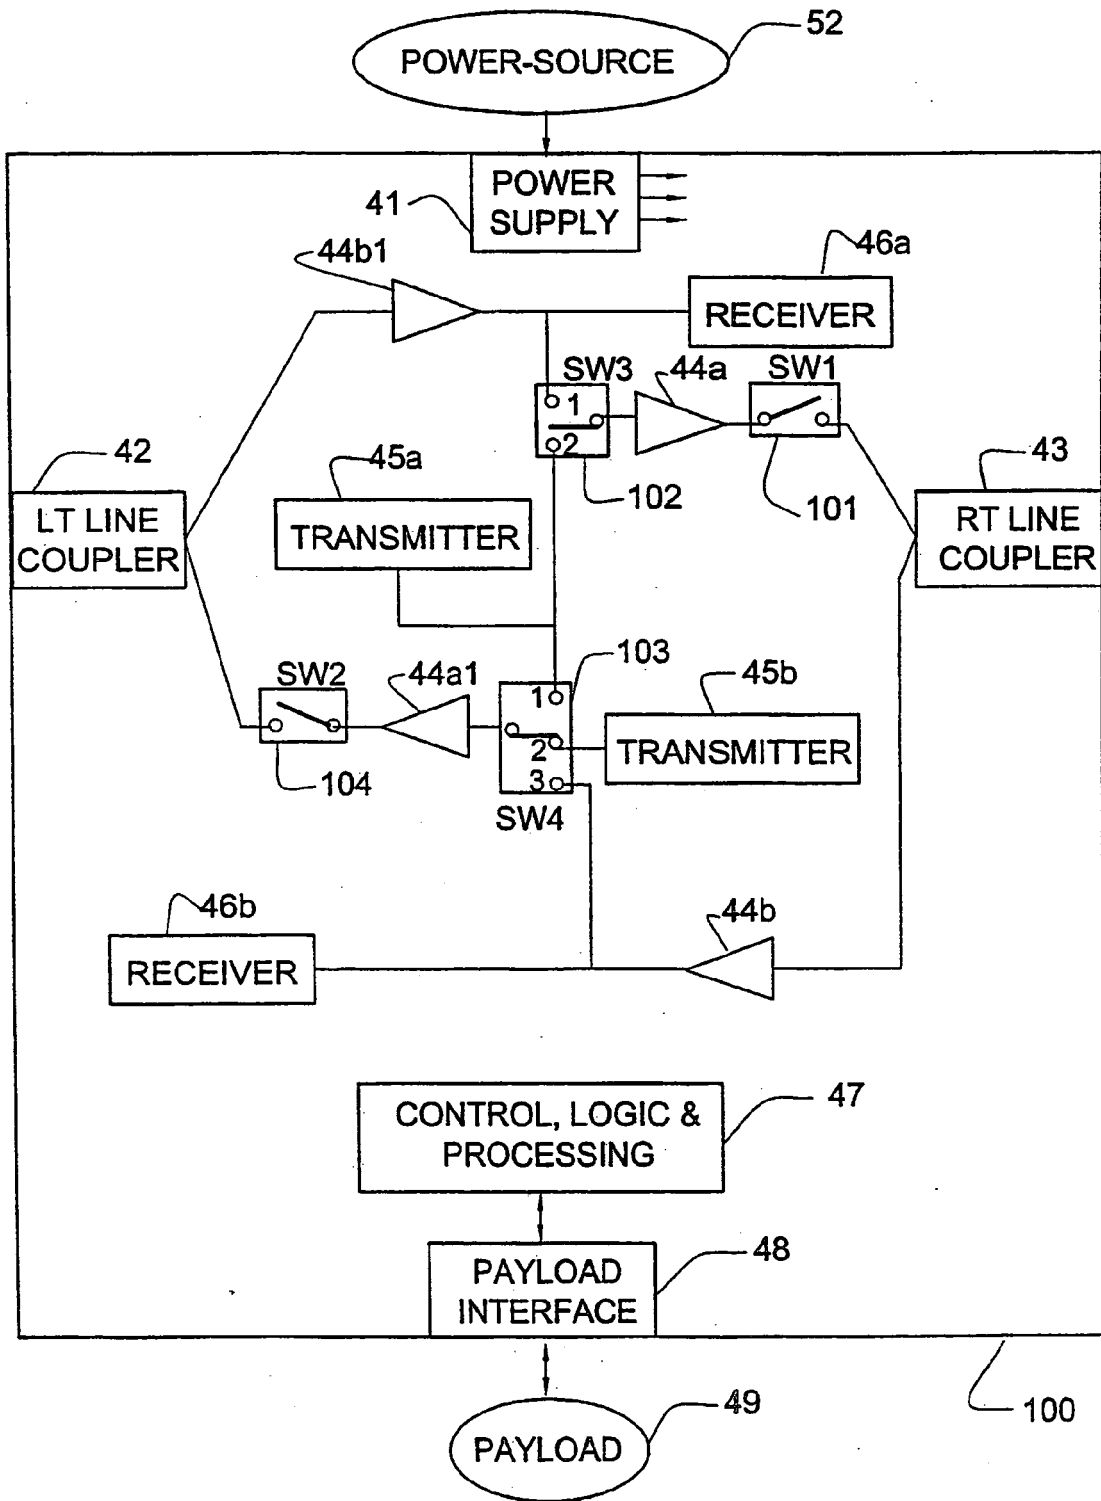 52
POWER-SOURCE
POWER
SUPPLY
41
44b1
46a
RECEIVER
SW3
44a
SW1
1
2
102
101
42
LT LINE
COUPLER
45a
TRANSMITTER
43
RT LINE
COUPLER
103
SW2
44a1
45b
1
2
3
TRANSMITTER
104
SW4
46b
RECEIVER
44b
CONTROL, LOGIC &
PROCESSING
47
PAYLOAD
INTERFACE
48
100
49
PAYLOAD